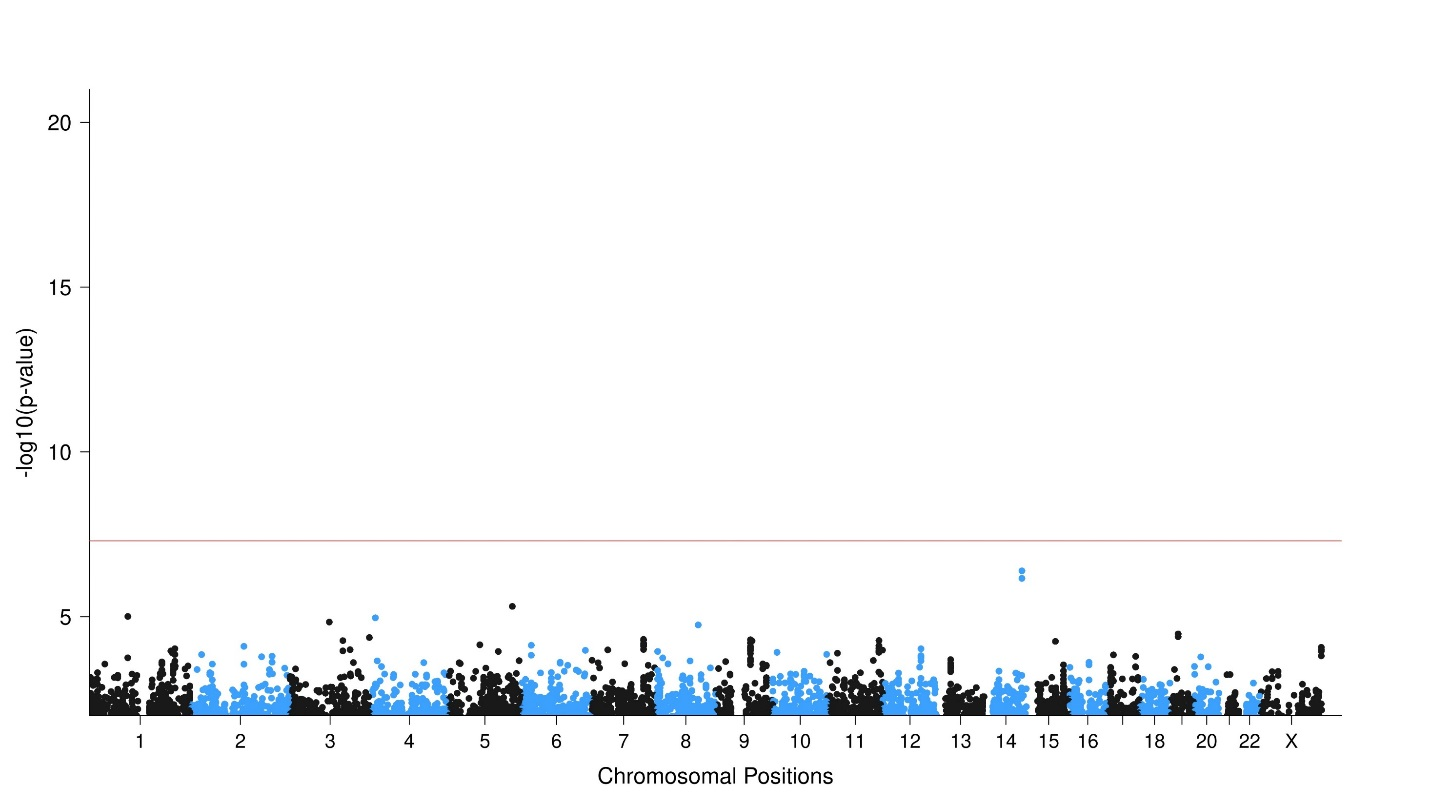 20
15
10
5
-log10(p-value)
1 2 3 4 5 6 7 8 9 10 11 12 13 14 15 16 18 20 22 X
Chromosomal Positions